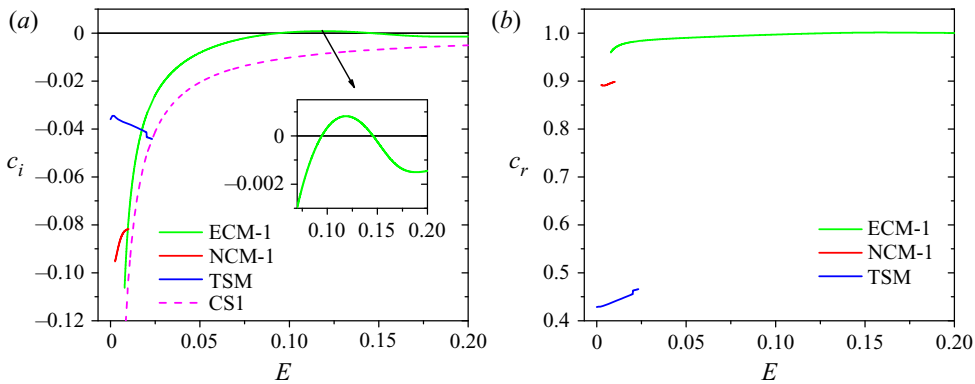 (a)
0
–0.02
–0.04
c_i
–0.06
–0.08
–0.10
–0.12
0 0.05 0.10 0.15 0.20
E
ECM-1
NCM-1
TSM
CS1
0
–0.002
0.10 0.15 0.20
(b)
1.0
0.9
0.8
c_r
0.7
0.6
0.5
0.4
0 0.05 0.10 0.15 0.20
E
ECM-1
NCM-1
TSM